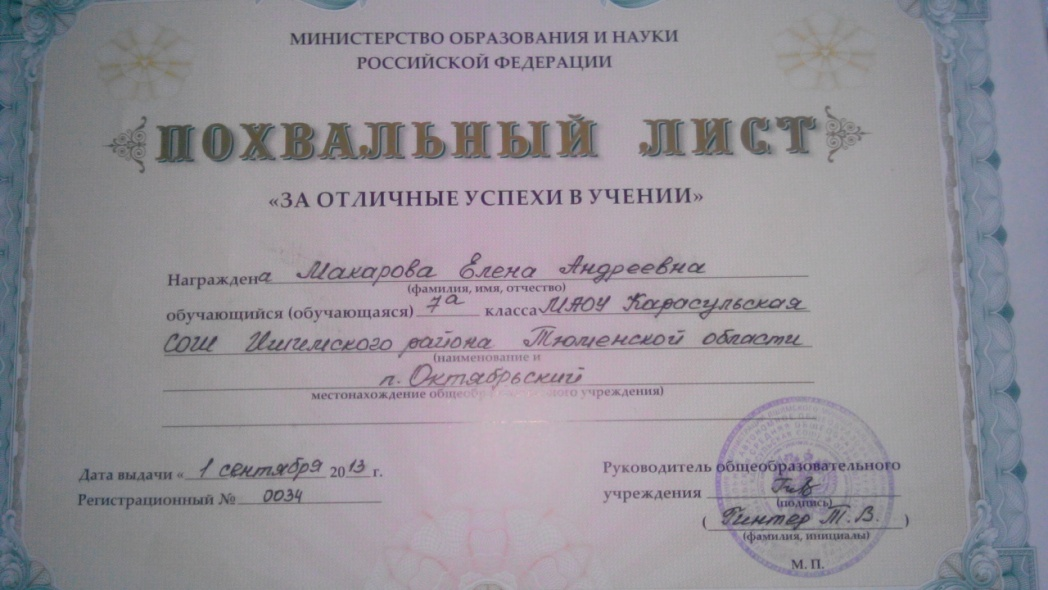 МИНИСТЕРСТВО ОБРАЗОВАНИЯ И НАУКИ
РОССИЙСКОЙ ФЕДЕРАЦИИ
ПОХВАЛЬНЫЙ ЛИСТ
«ЗА ОТЛИЧНЫЕ УСПЕХИ В УЧЕНИИ»
Награждена Макарова Елена Андреевна
(фамилия, имя, отчество)
обучающийся (обучающаяся) 7а класса МАОУ Карасульская
СОШ Ишимского района Тюменской области
(наименование и
п. Октябрьский
местонахождение общеобразовательного учреждения)
Дата выдачи « 1 сентября 2013 г.
Регистрационный № 0034
Руководитель общеобразовательного
учреждения
(подпись)
( Гинтер Т. В. )
(фамилия, инициалы)
М. П.